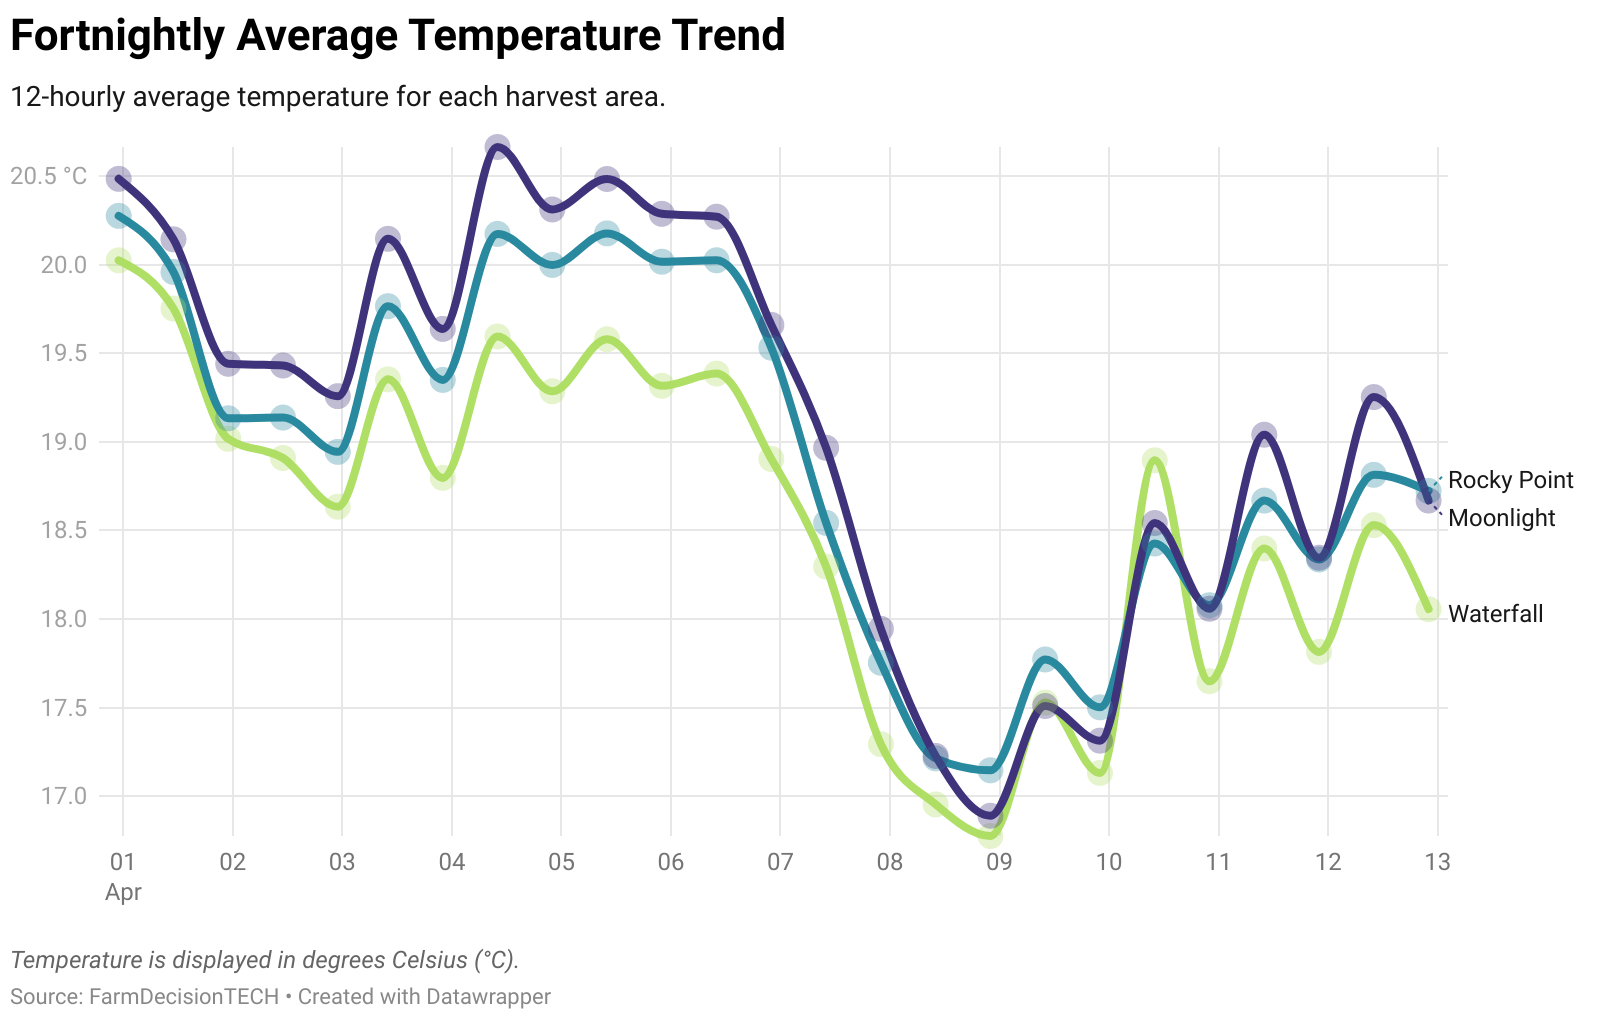 Fortnightly Average Temperature Trend
12-hourly average temperature for each harvest area.
20.5 °C
20.0
19.5
19.0
18.5
18.0
17.5
17.0
Rocky Point
Moonlight
Waterfall
01 02 03 04 05 06 07 08 09 10 11 12 13
Apr
Temperature is displayed in degrees Celsius (°C).
Source: FarmDecisionTECH • Created with Datawrapper